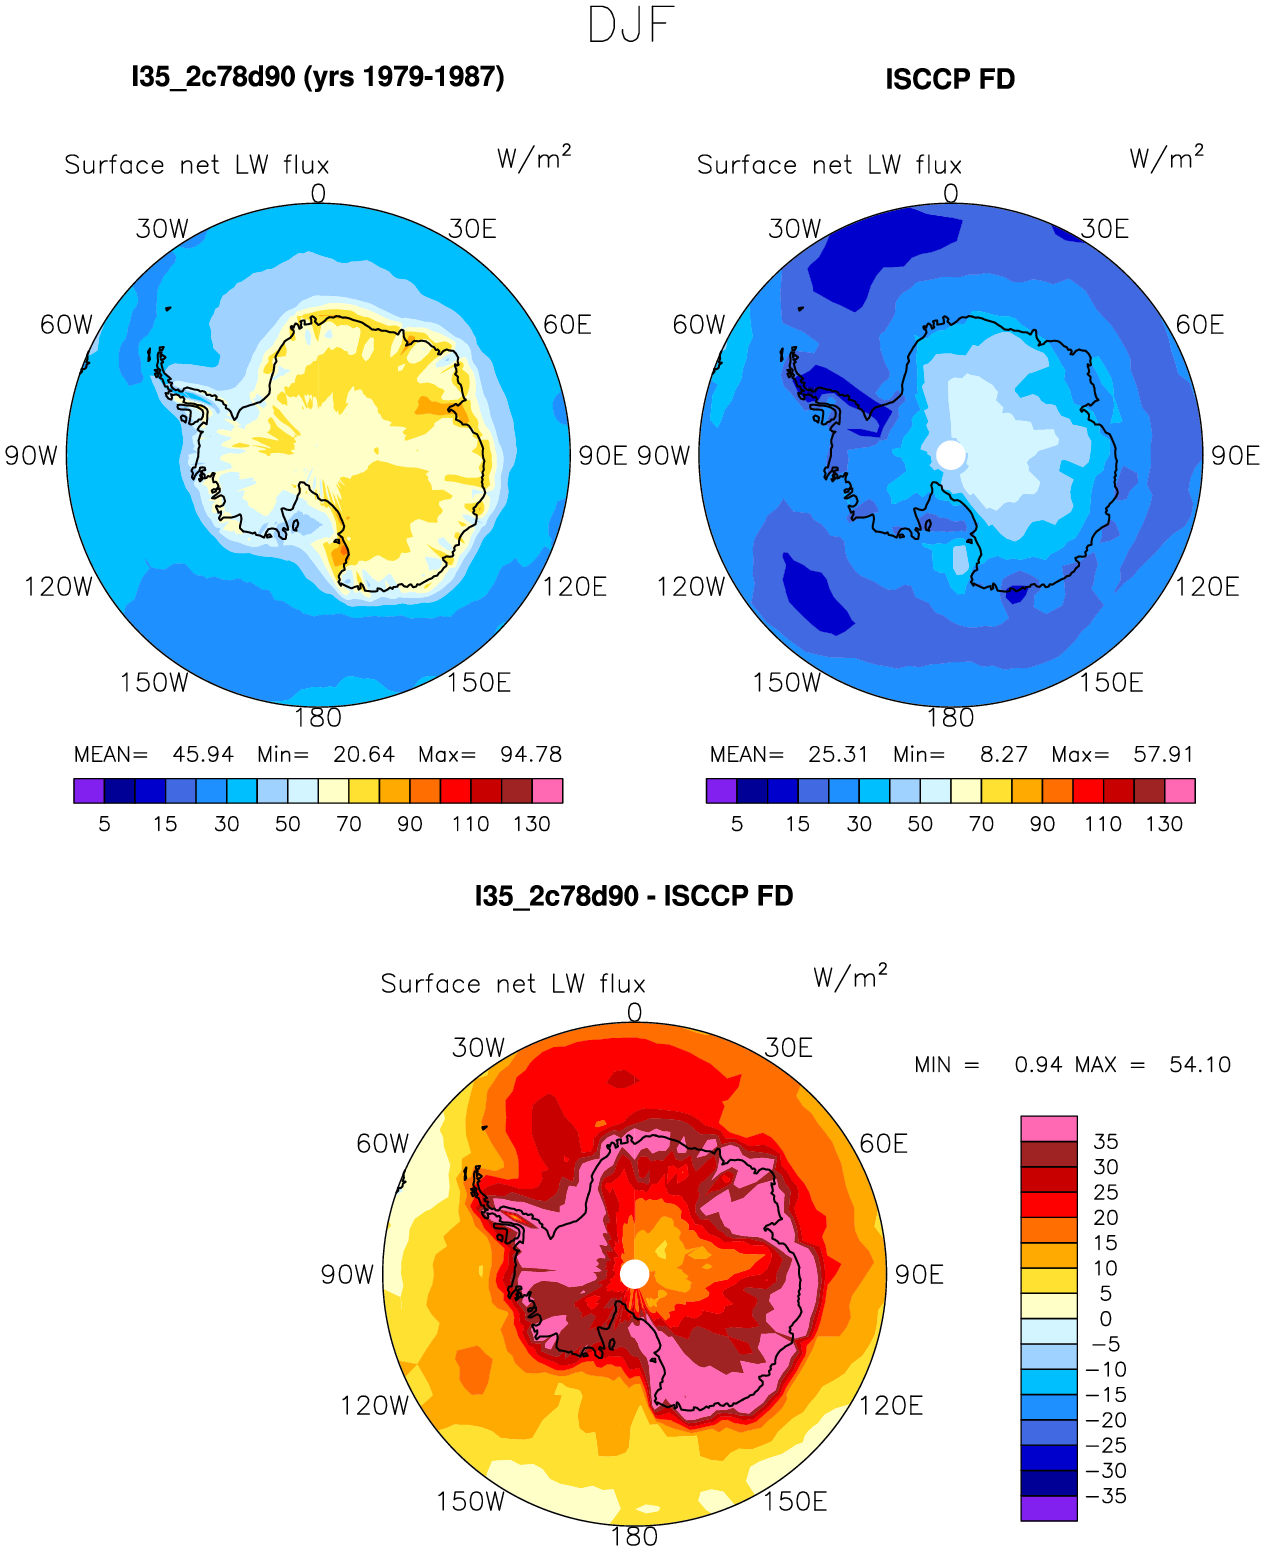 DJF
I35_2c78d90 (yrs 1979-1987)
ISCCP FD
Surface net LW flux W/m2
Surface net LW flux W/m2
0
0
30W 30E
30W 30E
60W 60E
60W 60E
90W 90E
90W 90E
120W 120E
120W 120E
150W 150E
150W 150E
180
180
MEAN= 45.94 Min= 20.64 Max= 94.78
MEAN= 25.31 Min= 8.27 Max= 57.91
5 15 30 50 70 90 110 130
5 15 30 50 70 90 110 130
I35_2c78d90 - ISCCP FD
Surface net LW flux W/m2
0
30W 30E
MIN = 0.94 MAX = 54.10
60W 60E
90W 90E
120W 120E
150W 150E
180
35
30
25
20
15
10
5
0
−5
−10
−15
−20
−25
−30
−35